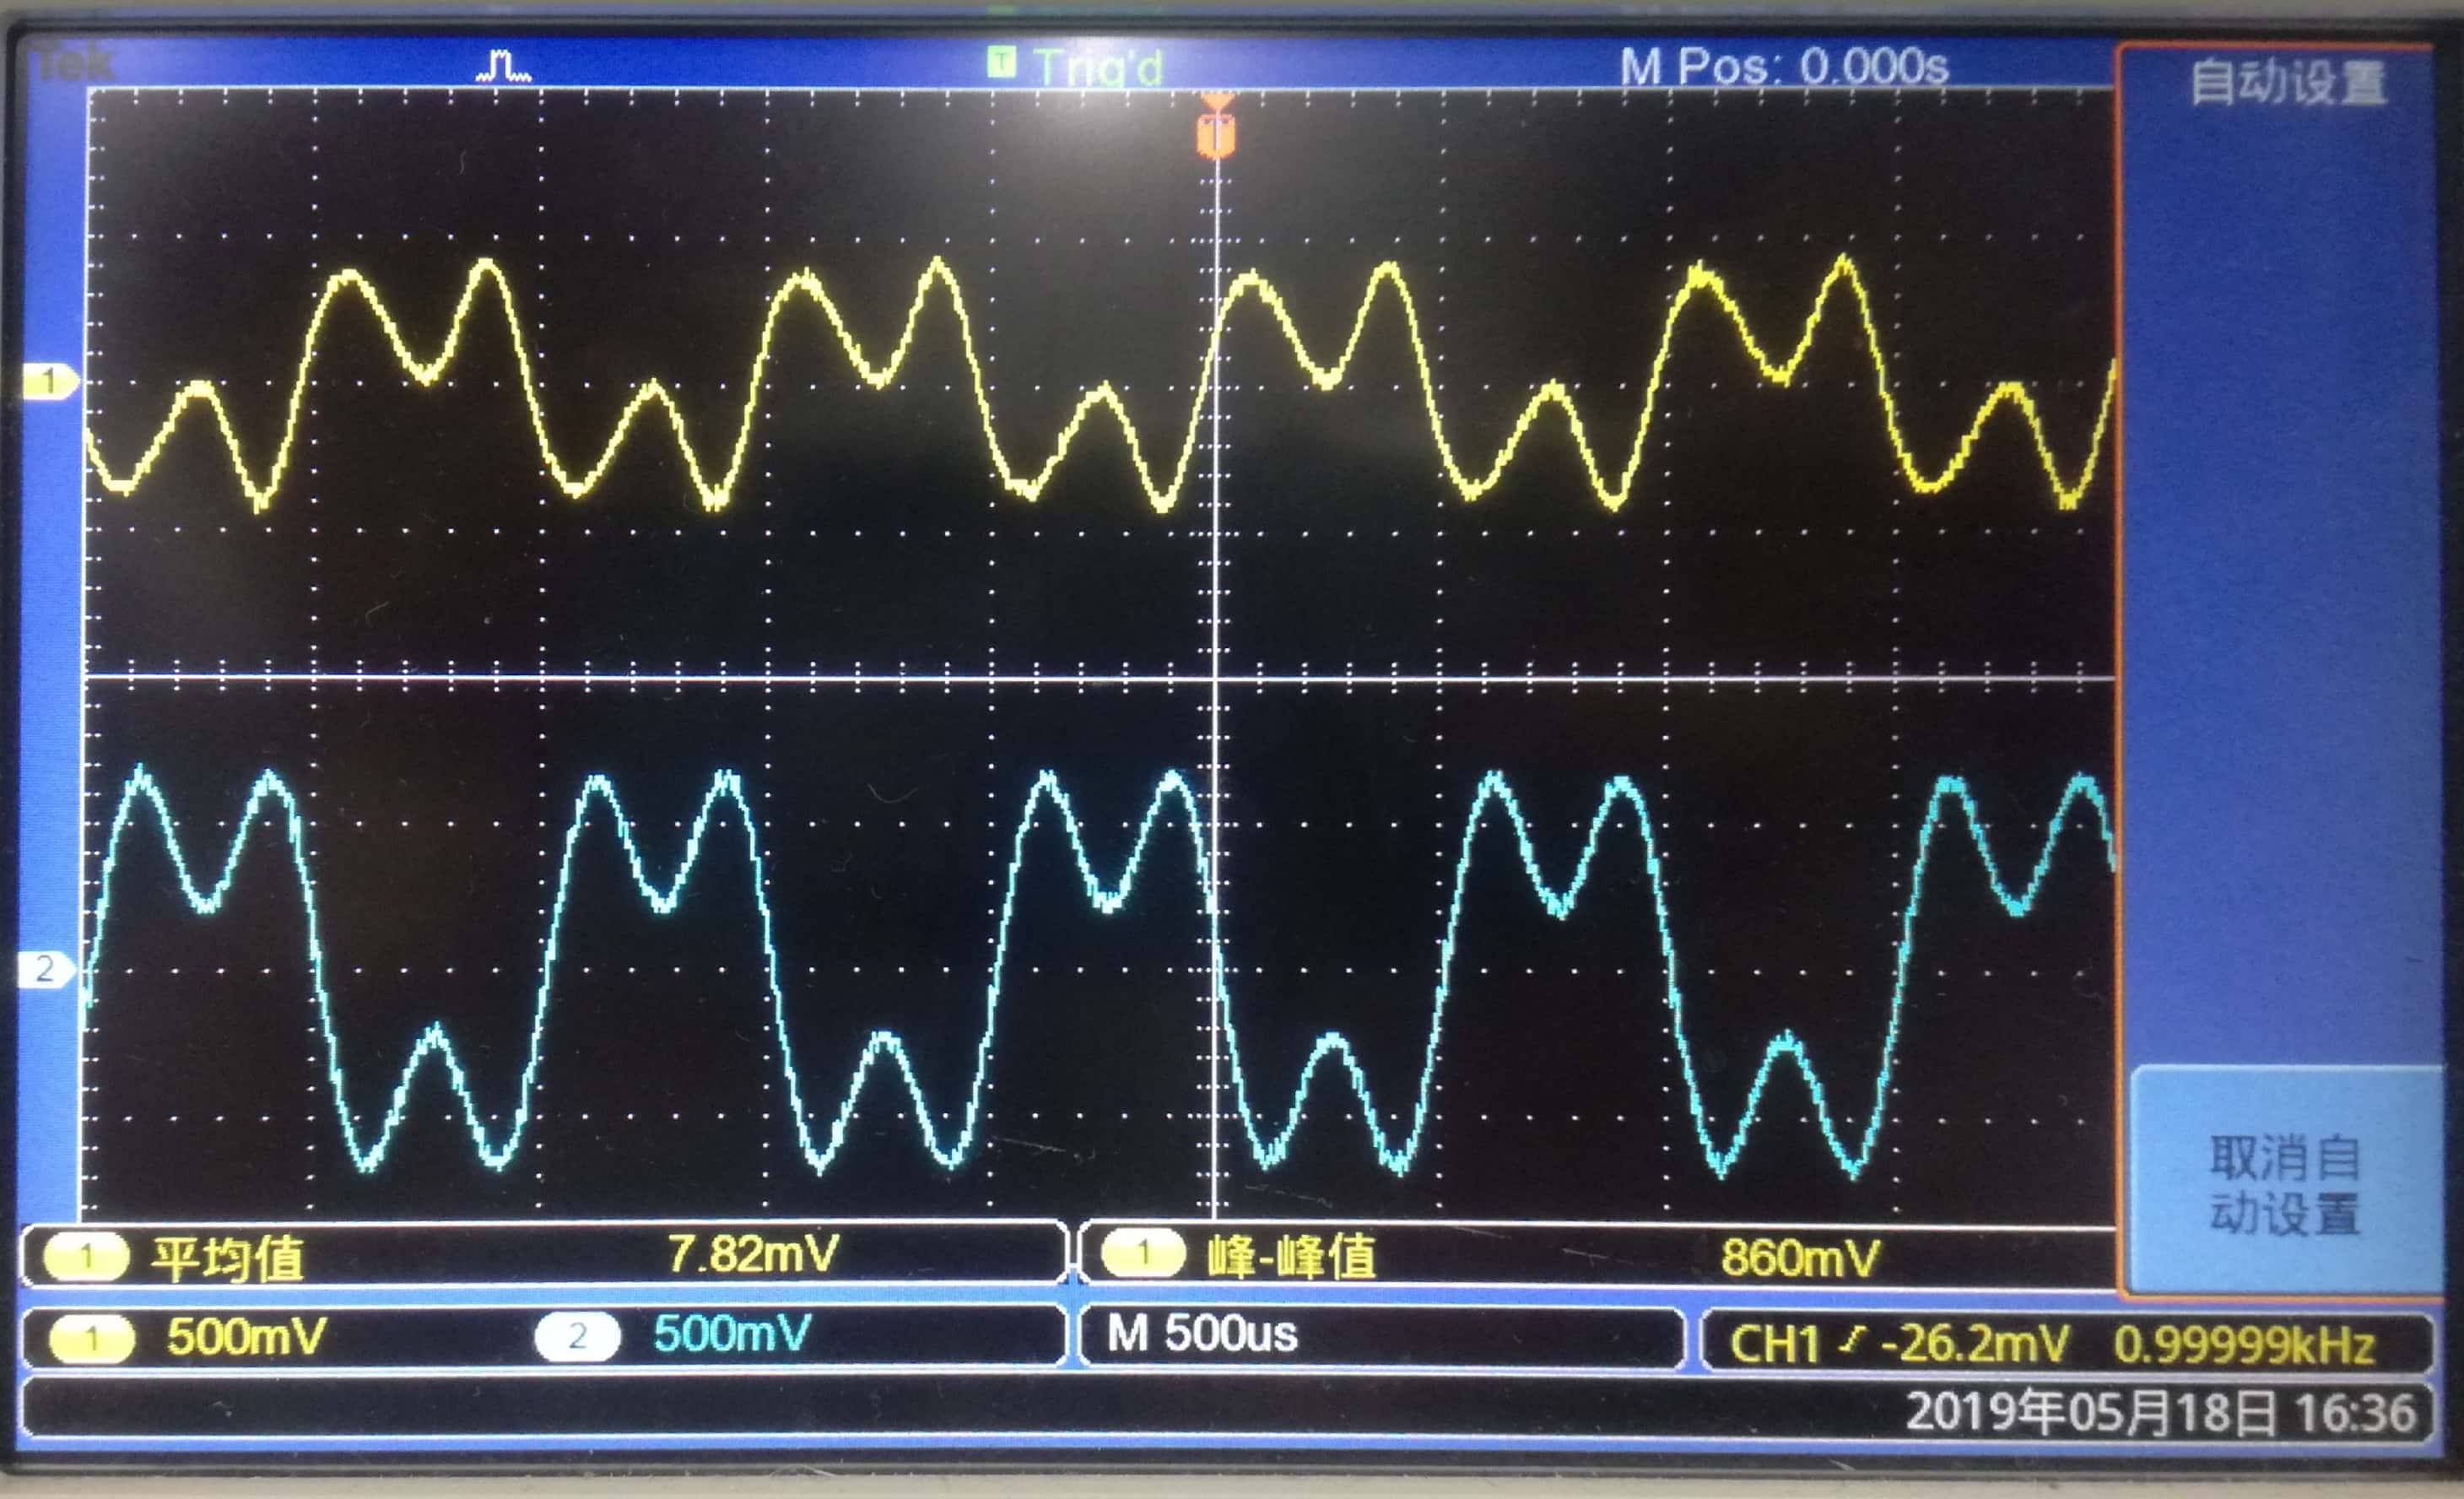 Tek T Trig'd M Pos: 0.000s
自动设置
1
2
取消自
动设置
1 平均值 7.82mV 1 峰-峰值 860mV
1 500mV 2 500mV M 500us CH1 -26.2mV 0.99999kHz
2019年05月18日 16:36